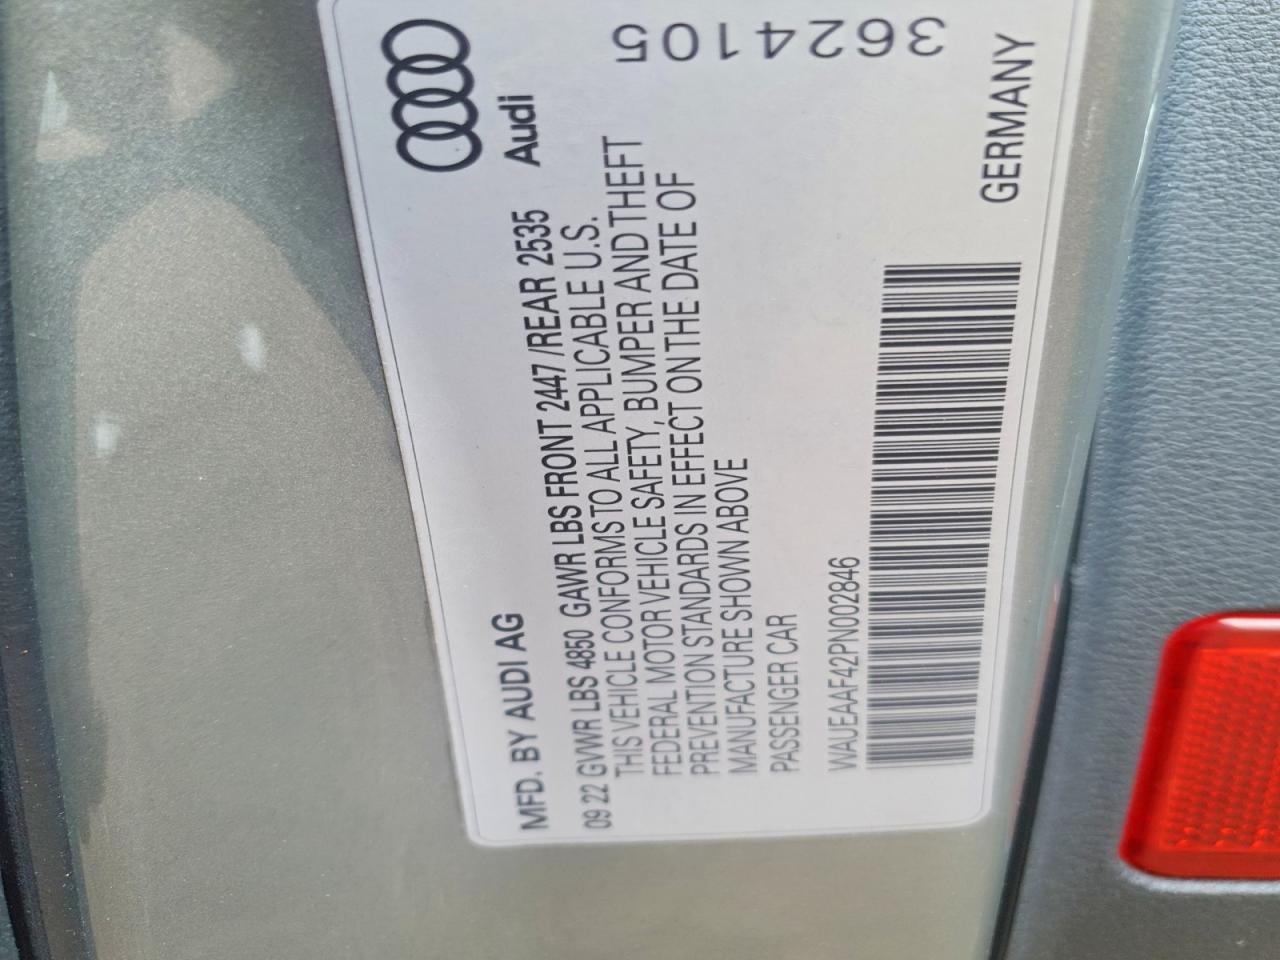 MFD. BY AUDI AG
Audi
09 22 GVWR LBS 4850 GAWR LBS FRONT 2447 /REAR 2535
THIS VEHICLE CONFORMS TO ALL APPLICABLE U.S.
FEDERAL MOTOR VEHICLE SAFETY, BUMPER AND THEFT
PREVENTION STANDARDS IN EFFECT ON THE DATE OF
MANUFACTURE SHOWN ABOVE
PASSENGER CAR
WAUEAAF42PN002846
GERMANY
3624105